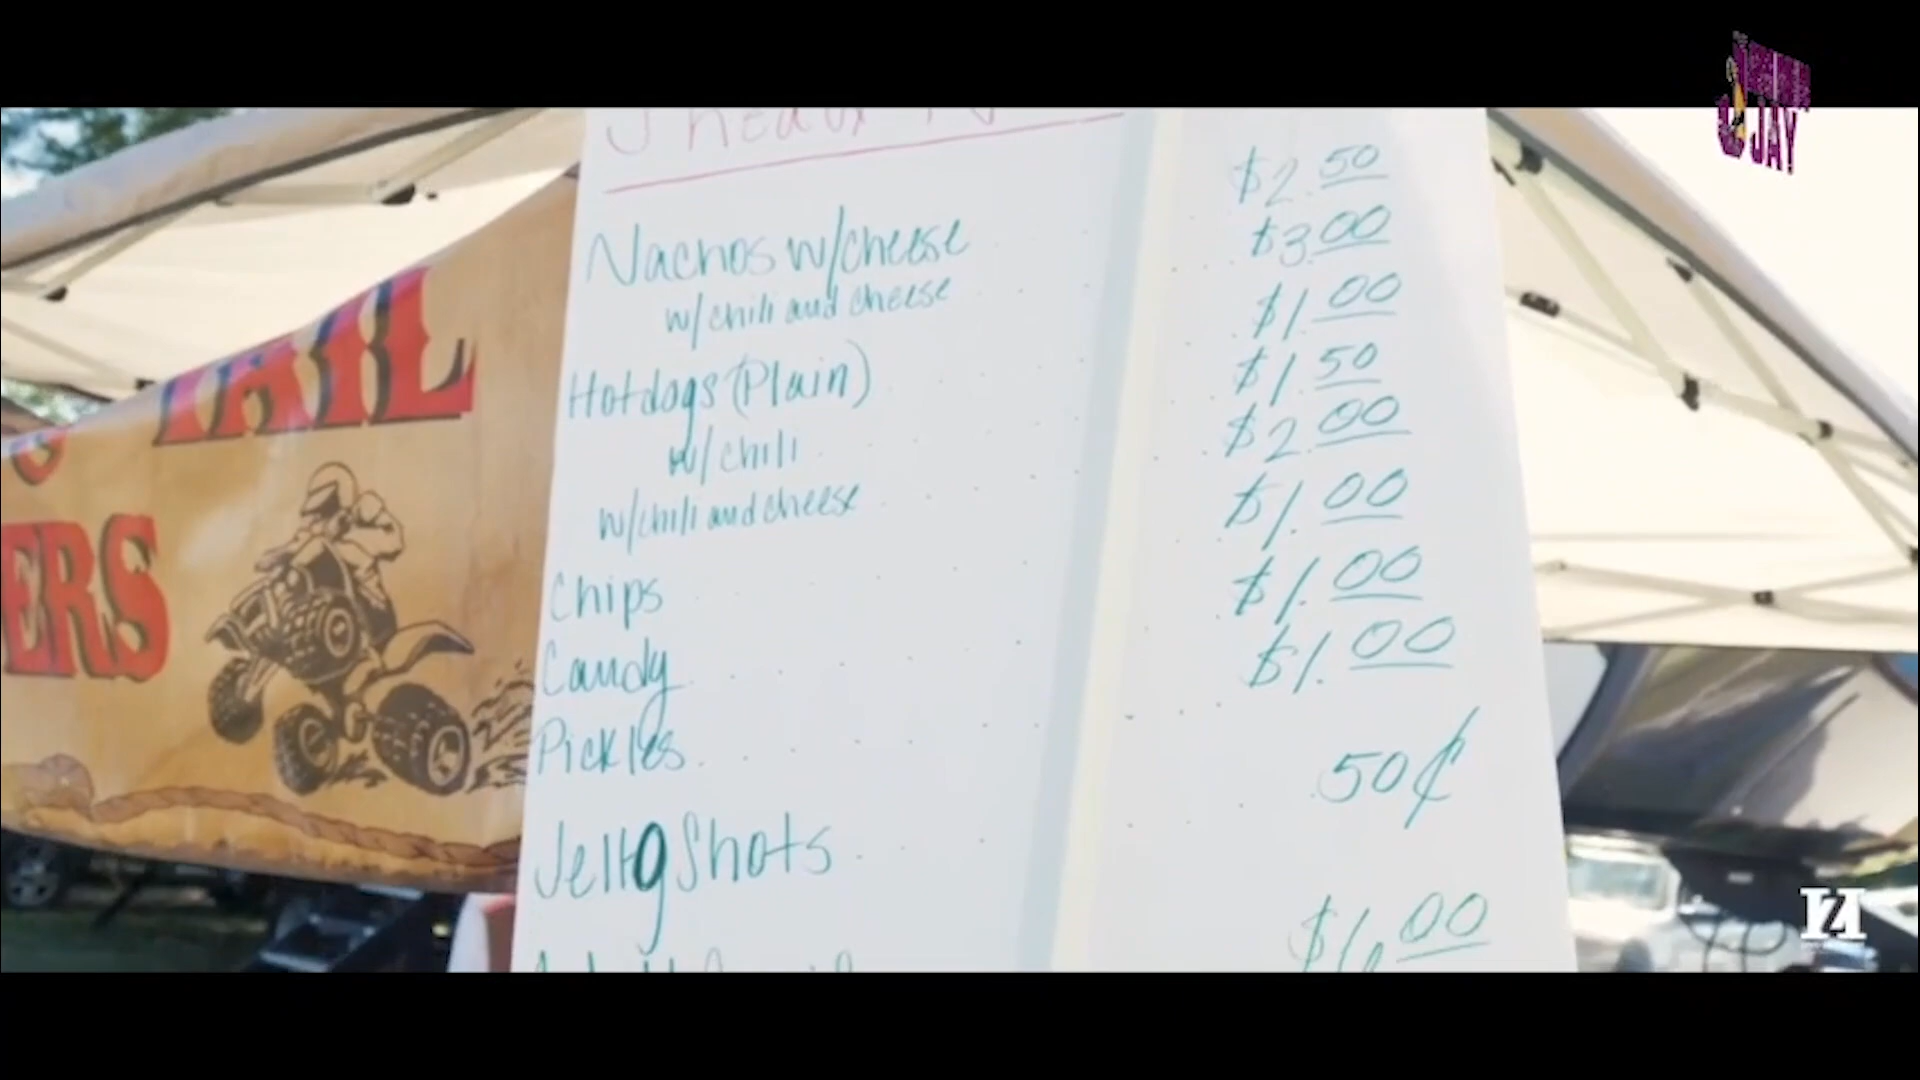 Nachos w/cheese $2.50
w/chili and cheese $3.00
Hotdogs (Plain) $1.00
w/chili $1.50
w/chili and cheese $2.00
Chips $1.00
Candy $1.00
Pickles $1.00
Jello Shots 50¢
TAIL
ERS
JAY